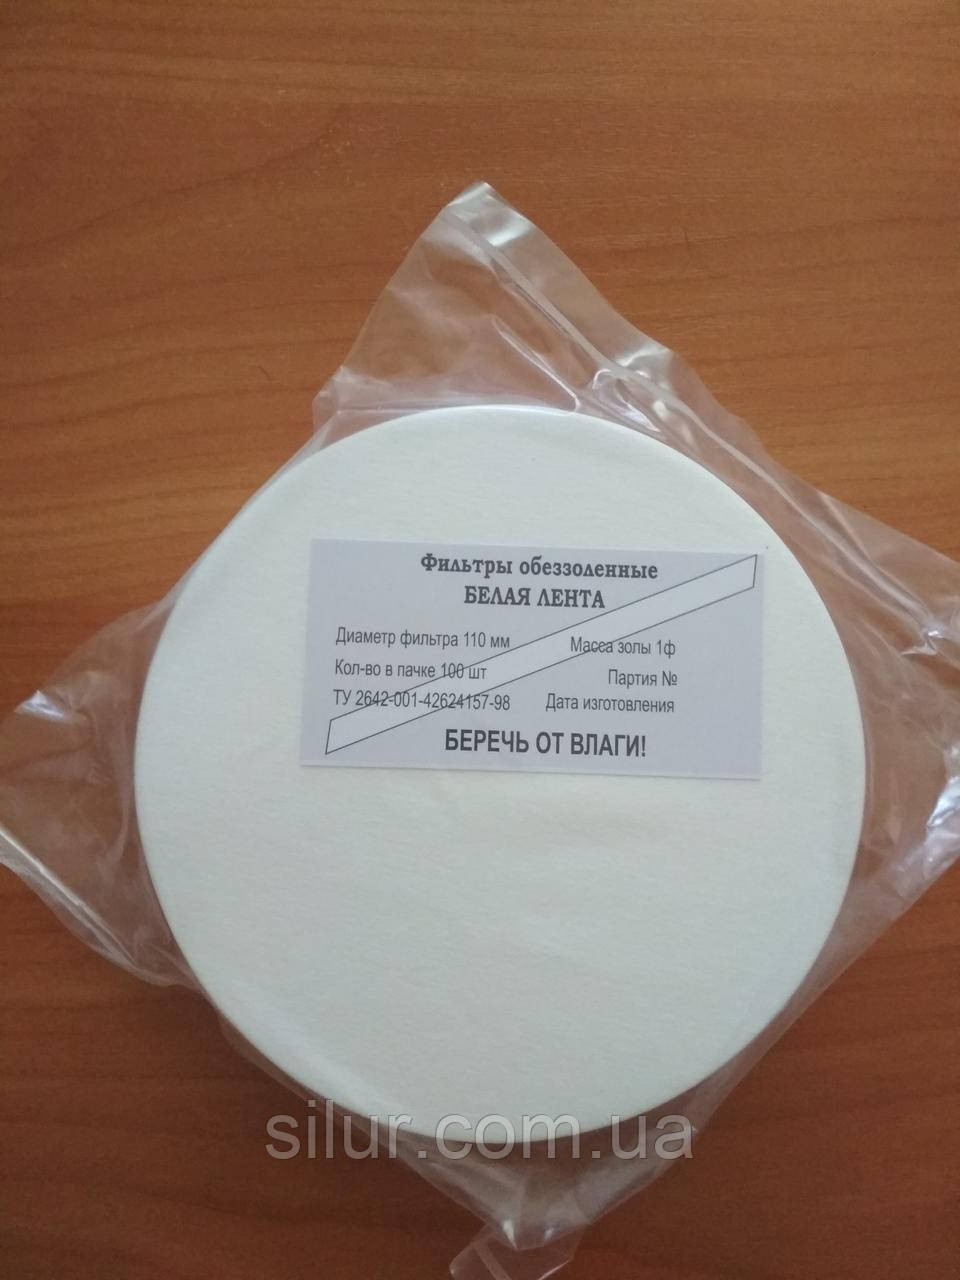 Фильтры обеззоленные
БЕЛАЯ ЛЕНТА
Диаметр фильтра 110 мм
Масса золы 1ф
Кол-во в пачке 100 шт
Партия №
ТУ 2642-001-42624157-98
Дата изготовления
БЕРЕЧЬ ОТ ВЛАГИ!
silur.com.ua